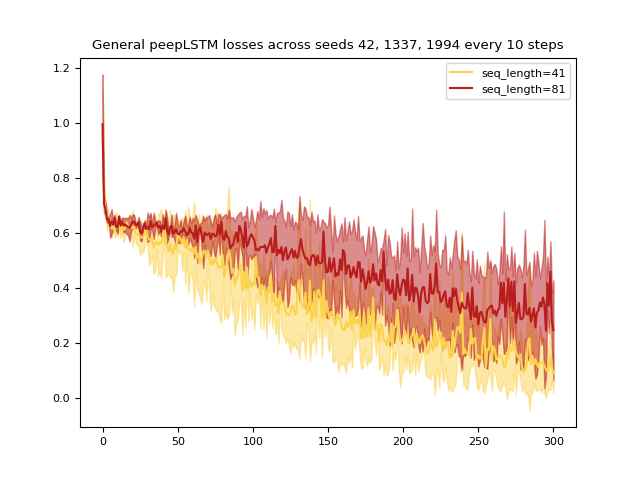 General peepLSTM losses across seeds 42, 1337, 1994 every 10 steps
seq_length=41
seq_length=81
1.2
1.0
0.8
0.6
0.4
0.2
0.0
0 50 100 150 200 250 300